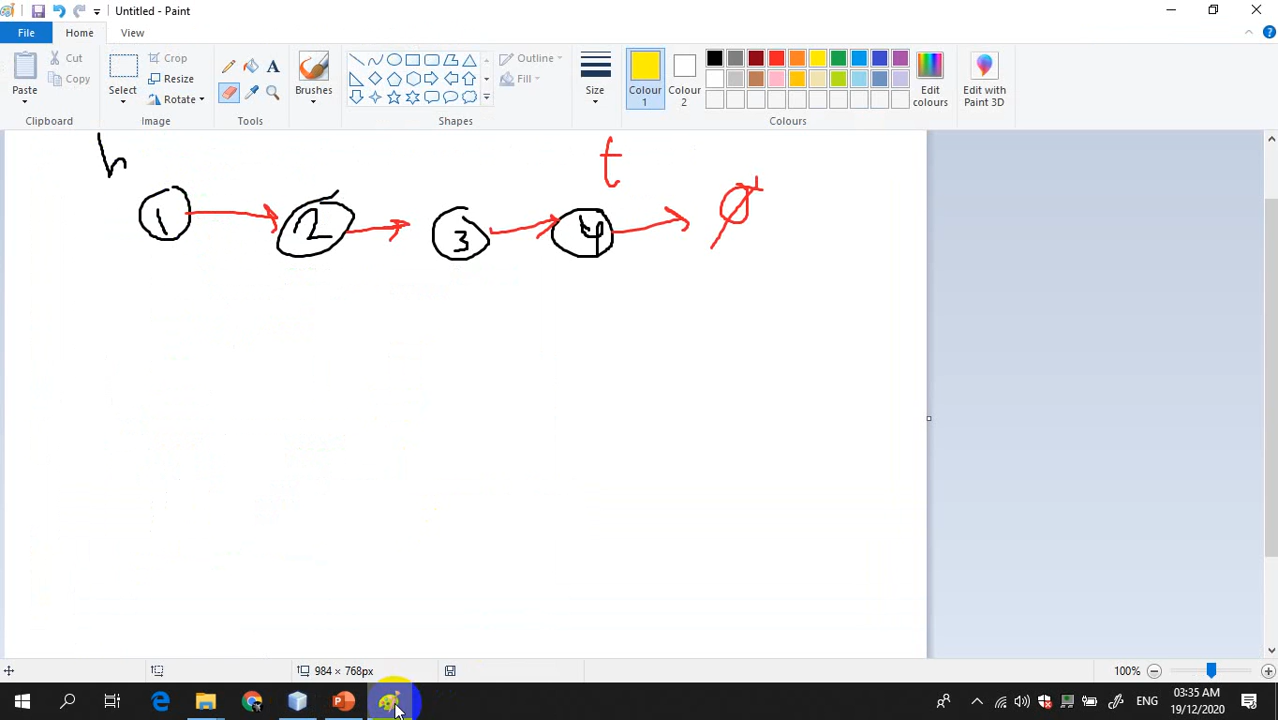 Untitled - Paint
File Home View
Paste
Cut
Copy
Clipboard
Select
Crop
Resize
Rotate
Image
A
Tools
Brushes
Outline
Fill
Shapes
Size
Colour 1
Colour 2
Edit colours
Edit with Paint 3D
Colours
h
t
1 2 3 4 ∅
984 × 768px
100%
ENG
03:35 AM
19/12/2020